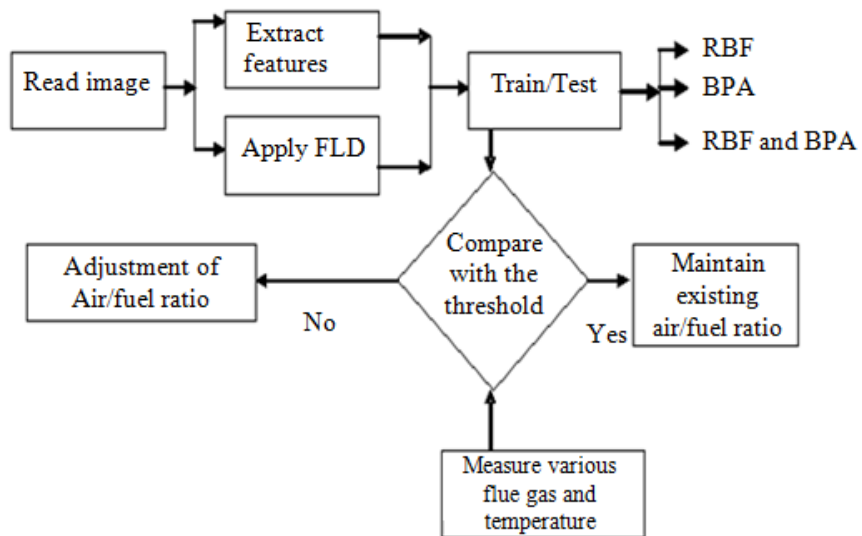 Read image
Extract
features
Apply FLD
Train/Test
RBF
BPA
RBF and BPA
Compare
with the
threshold
Adjustment of
Air/fuel ratio
No
Yes
Maintain
existing
air/fuel ratio
Measure various
flue gas and
temperature